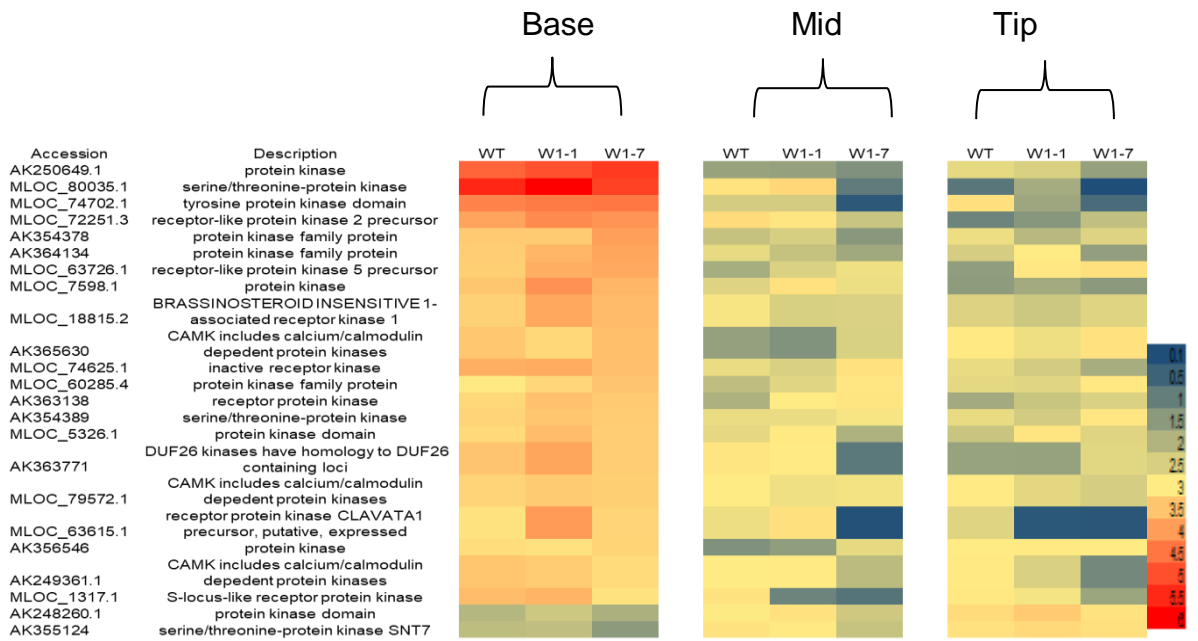 Base Mid Tip
Accession Description WT W1-1 W1-7 WT W1-1 W1-7 WT W1-1 W1-7
AK250649.1 protein kinase
MLOC_80035.1 serine/threonine-protein kinase
MLOC_74702.1 tyrosine protein kinase domain
MLOC_72251.3 receptor-like protein kinase 2 precursor
AK354378 protein kinase family protein
AK364134 protein kinase family protein
MLOC_63726.1 receptor-like protein kinase 5 precursor
MLOC_7598.1 protein kinase
BRASSINOSTEROID INSENSITIVE 1-
MLOC_18815.2 associated receptor kinase 1
CAMK includes calcium/calmodulin
AK365630 depedent protein kinases
MLOC_74625.1 inactive receptor kinase
MLOC_60285.4 protein kinase family protein
AK363138 receptor protein kinase
AK354389 serine/threonine-protein kinase
MLOC_5326.1 protein kinase domain
DUF26 kinases have homology to DUF26
AK363771 containing loci
CAMK includes calcium/calmodulin
MLOC_79572.1 depedent protein kinases
receptor protein kinase CLAVATA1
MLOC_63615.1 precursor, putative, expressed
AK356546 protein kinase
CAMK includes calcium/calmodulin
AK249361.1 depedent protein kinases
MLOC_1317.1 S-locus-like receptor protein kinase
AK248260.1 protein kinase domain
AK355124 serine/threonine-protein kinase SNT7
0.1
0.5
1
1.5
2
2.5
3
3.5
4
4.5
5